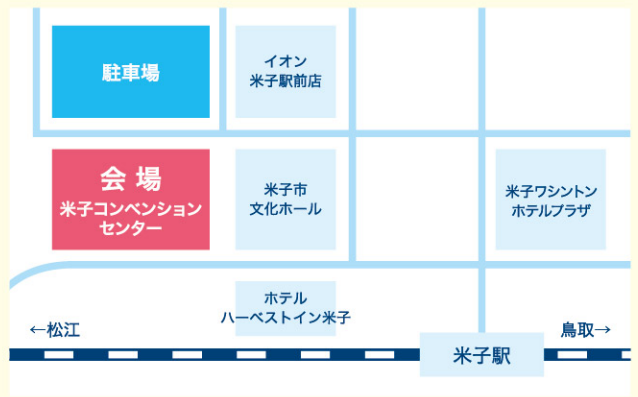 駐車場
イオン
米子駅前店
会場
米子コンベンション
センター
米子市
文化ホール
米子ワシントン
ホテルプラザ
ホテル
ハーベストイン米子
←松江
鳥取→
米子駅